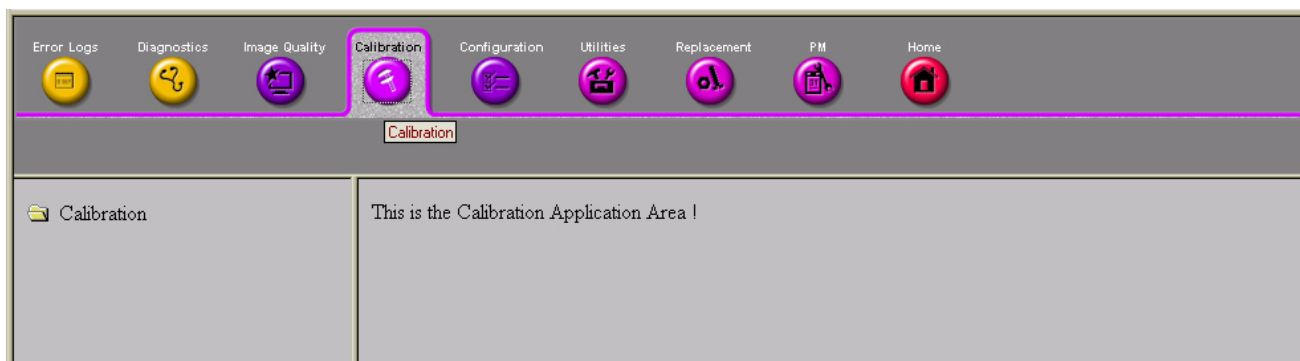 Error Logs Diagnostics Image Quality Calibration Configuration Utilities Replacement PM Home
Calibration
Calibration
This is the Calibration Application Area !